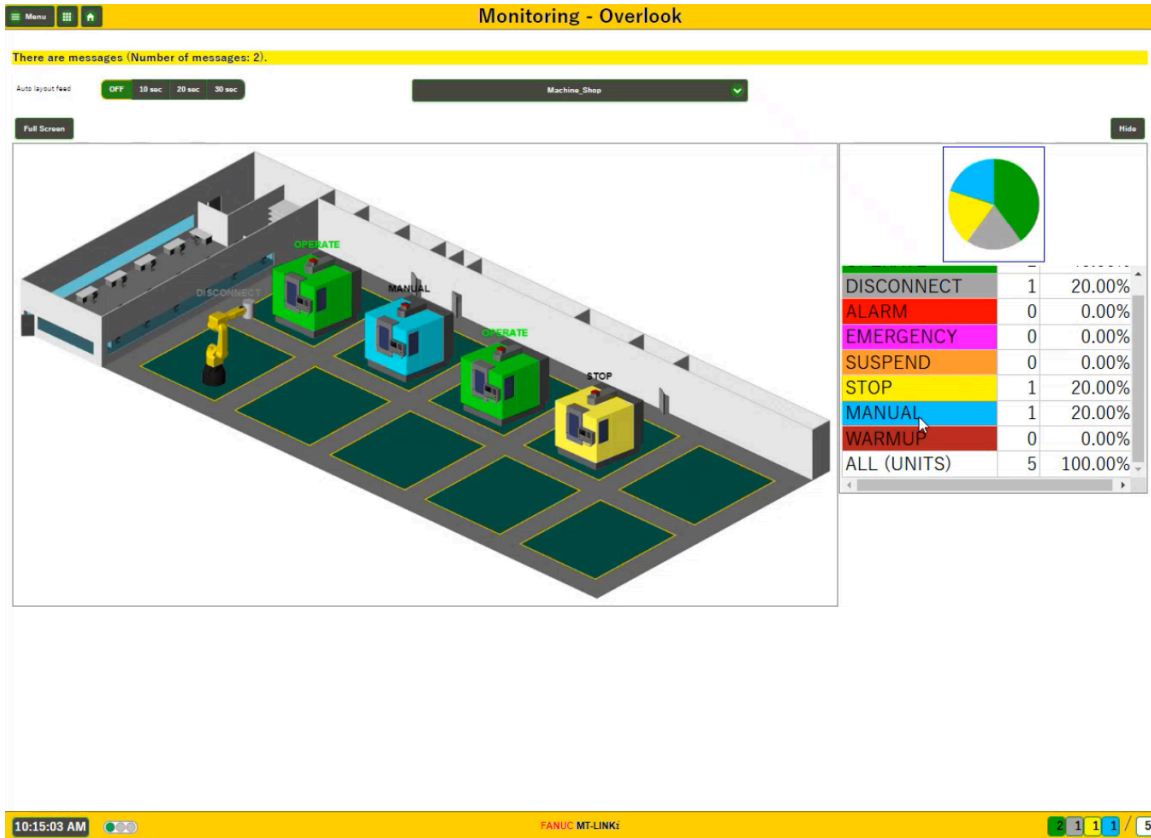 Menu
Monitoring - Overlook
There are messages (Number of messages: 2).
Auto layout feed OFF 10 sec 20 sec 30 sec Machine_Shop
Full Screen Hide
OPERATE
DISCONNECT
MANUAL
OPERATE
STOP
DISCONNECT 1 20.00%
ALARM 0 0.00%
EMERGENCY 0 0.00%
SUSPEND 0 0.00%
STOP 1 20.00%
MANUAL 1 20.00%
WARMUP 0 0.00%
ALL (UNITS) 5 100.00%
10:15:03 AM FANUC MT-LINKi 2 1 1 1 / 5